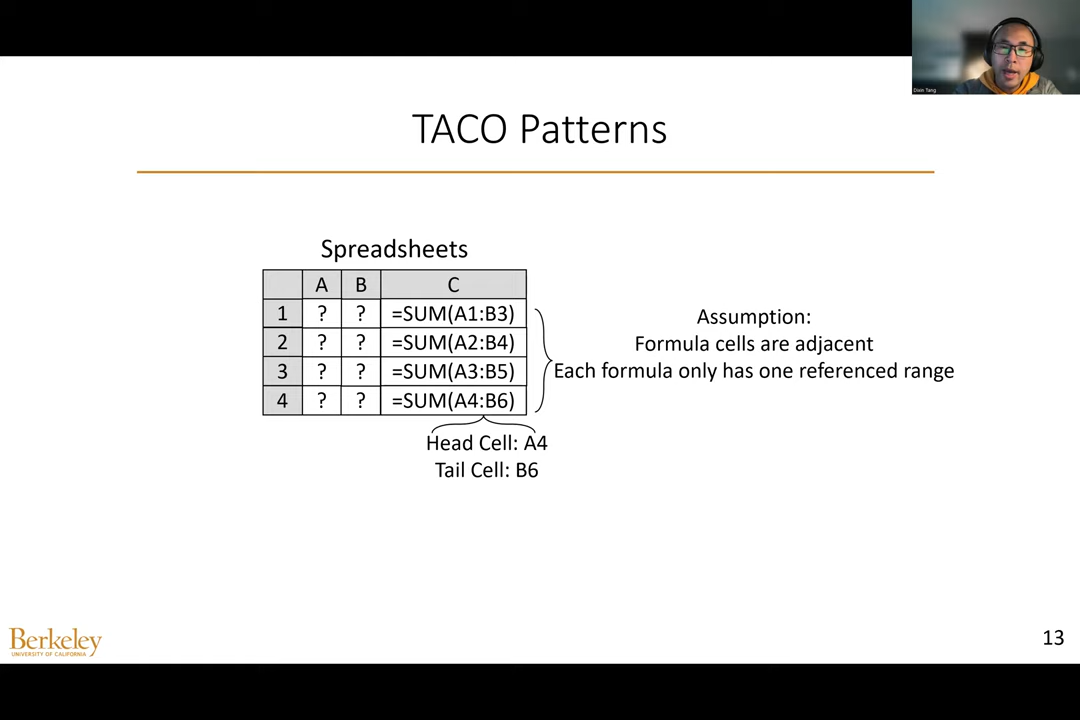 Dixin Tang
TACO Patterns
Spreadsheets
A B C
1 ? ? =SUM(A1:B3)
2 ? ? =SUM(A2:B4)
3 ? ? =SUM(A3:B5)
4 ? ? =SUM(A4:B6)
Assumption:
Formula cells are adjacent
Each formula only has one referenced range
Head Cell: A4
Tail Cell: B6
Berkeley
UNIVERSITY OF CALIFORNIA
13